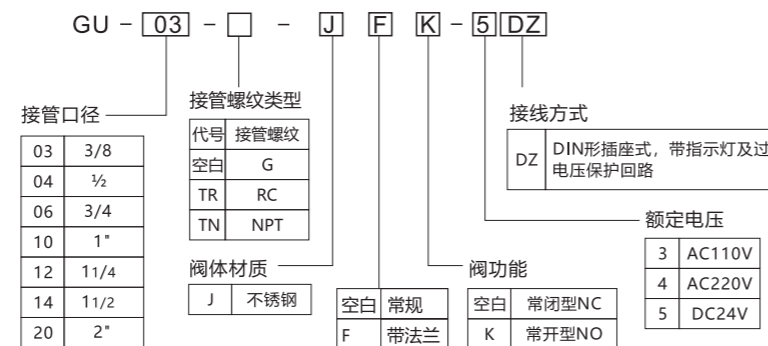 GU - 03 - □ - J F K - 5 DZ
接管口径
03 3/8
04 ½
06 3/4
10 1"
12 11/4
14 11/2
20 2"
接管螺纹类型
代号 接管螺纹
空白 G
TR RC
TN NPT
阀体材质
J 不锈钢
空白 常规
F 带法兰
阀功能
空白 常闭型NC
K 常开型NO
接线方式
DZ DIN形插座式，带指示灯及过
电压保护回路
额定电压
3 AC110V
4 AC220V
5 DC24V